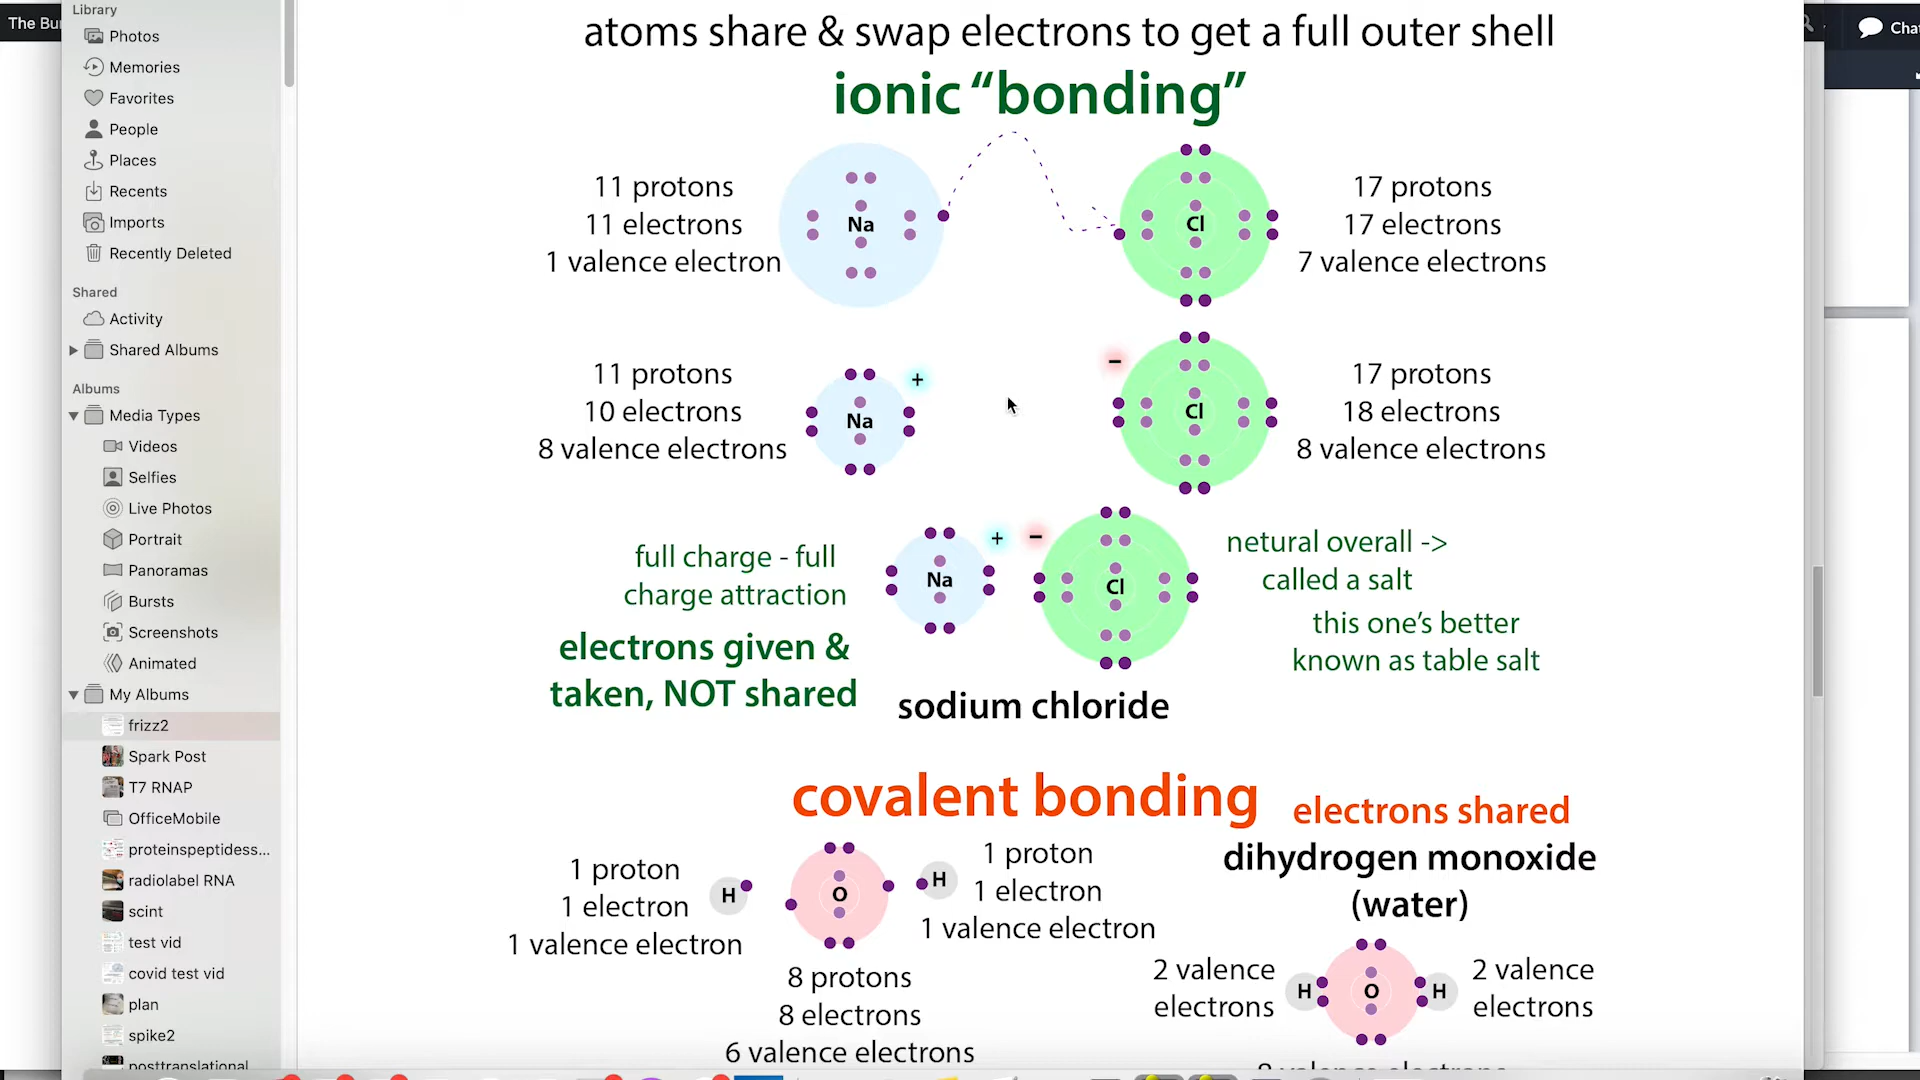 The Bu
Library
Photos
Memories
Favorites
People
Places
Recents
Imports
Recently Deleted
Shared
Activity
Shared Albums
Albums
Media Types
Videos
Selfies
Live Photos
Portrait
Panoramas
Bursts
Screenshots
Animated
My Albums
frizz2
Spark Post
T7 RNAP
OfficeMobile
proteinspeptidess...
radiolabel RNA
scint
test vid
covid test vid
plan
spike2
posttranslational
atoms share & swap electrons to get a full outer shell
ionic “bonding”
11 protons
11 electrons
1 valence electron
Na
Cl
17 protons
17 electrons
7 valence electrons
11 protons
10 electrons
8 valence electrons
Na
+
–
Cl
17 protons
18 electrons
8 valence electrons
full charge - full
charge attraction
electrons given &
taken, NOT shared
Na
+
–
Cl
netural overall ->
called a salt
this one’s better
known as table salt
sodium chloride
covalent bonding
electrons shared
dihydrogen monoxide
(water)
1 proton
1 electron
1 valence electron
H
O
H
1 proton
1 electron
1 valence electron
8 protons
8 electrons
6 valence electrons
2 valence
electrons
H
O
H
2 valence
electrons
8 valence electrons
Chat